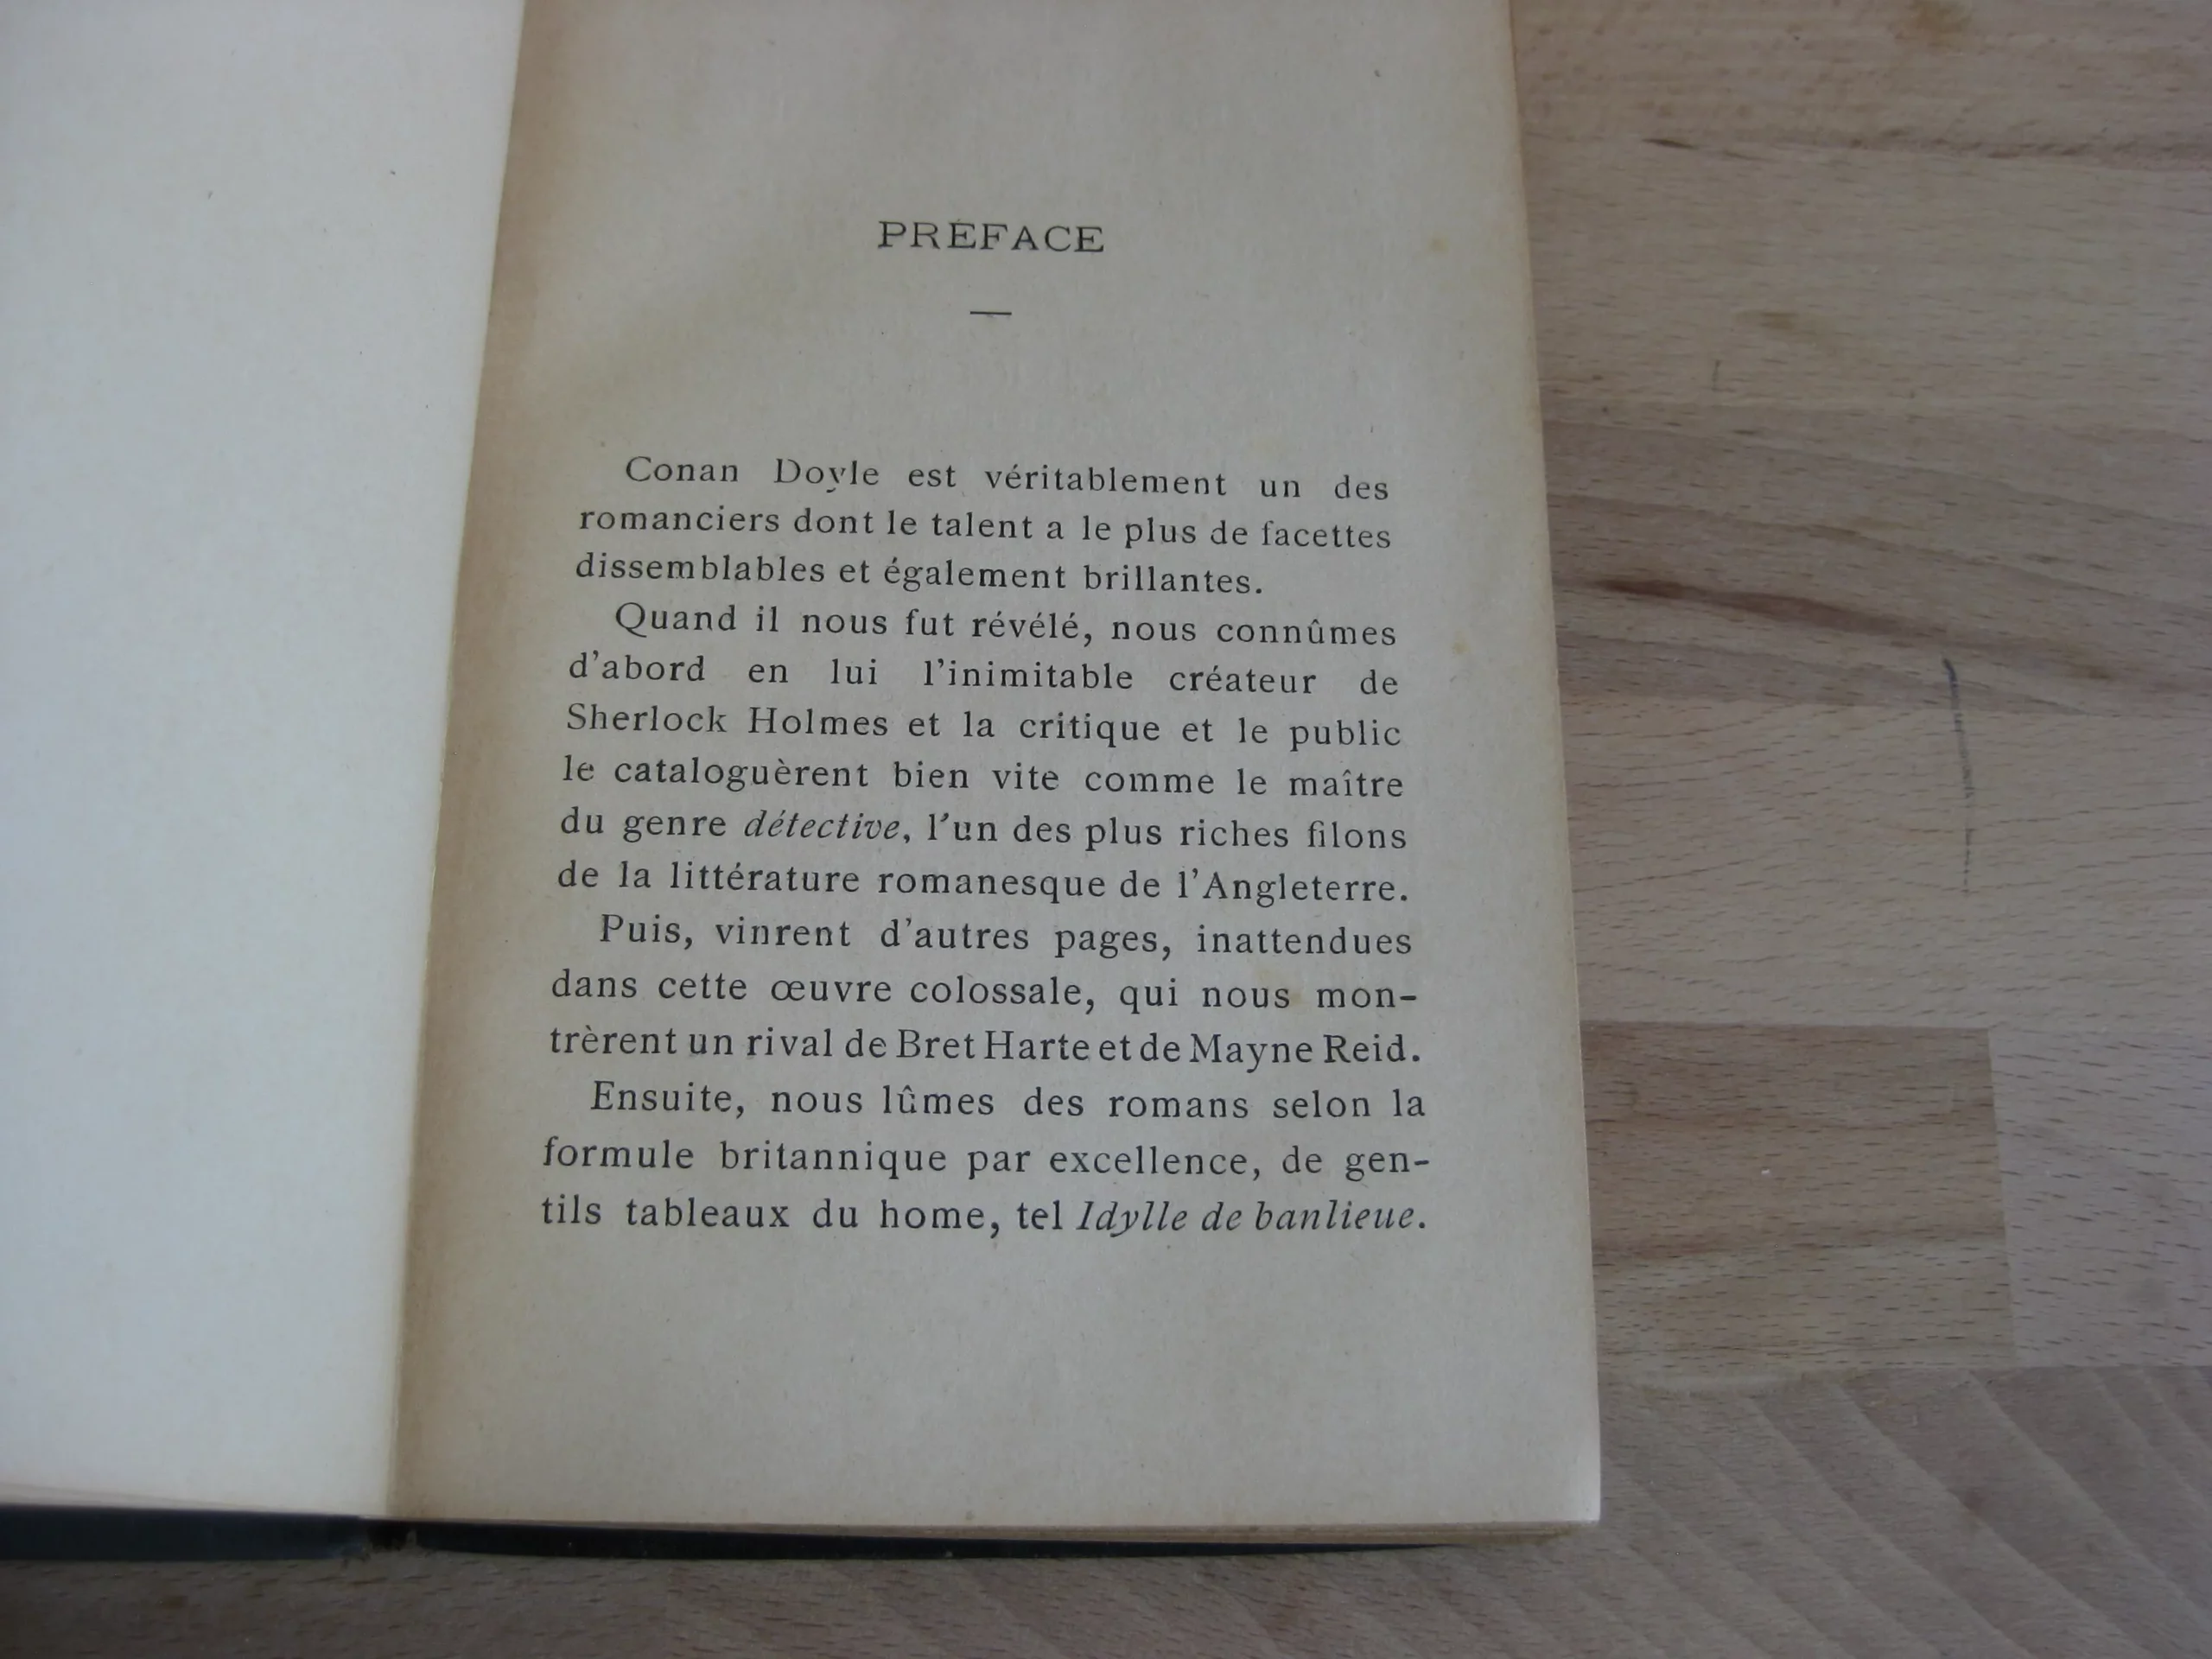 PRÉFACE
Conan Doyle est véritablement un des
romanciers dont le talent a le plus de facettes
dissemblables et également brillantes.
Quand il nous fut révélé, nous connûmes
d'abord en lui l'inimitable créateur de
Sherlock Holmes et la critique et le public
le cataloguèrent bien vite comme le maître
du genre détective, l'un des plus riches filons
de la littérature romanesque de l'Angleterre.
Puis, vinrent d'autres pages, inattendues
dans cette œuvre colossale, qui nous mon-
trèrent un rival de Bret Harte et de Mayne Reid.
Ensuite, nous lûmes des romans selon la
formule britannique par excellence, de gen-
tils tableaux du home, tel Idylle de banlieue.